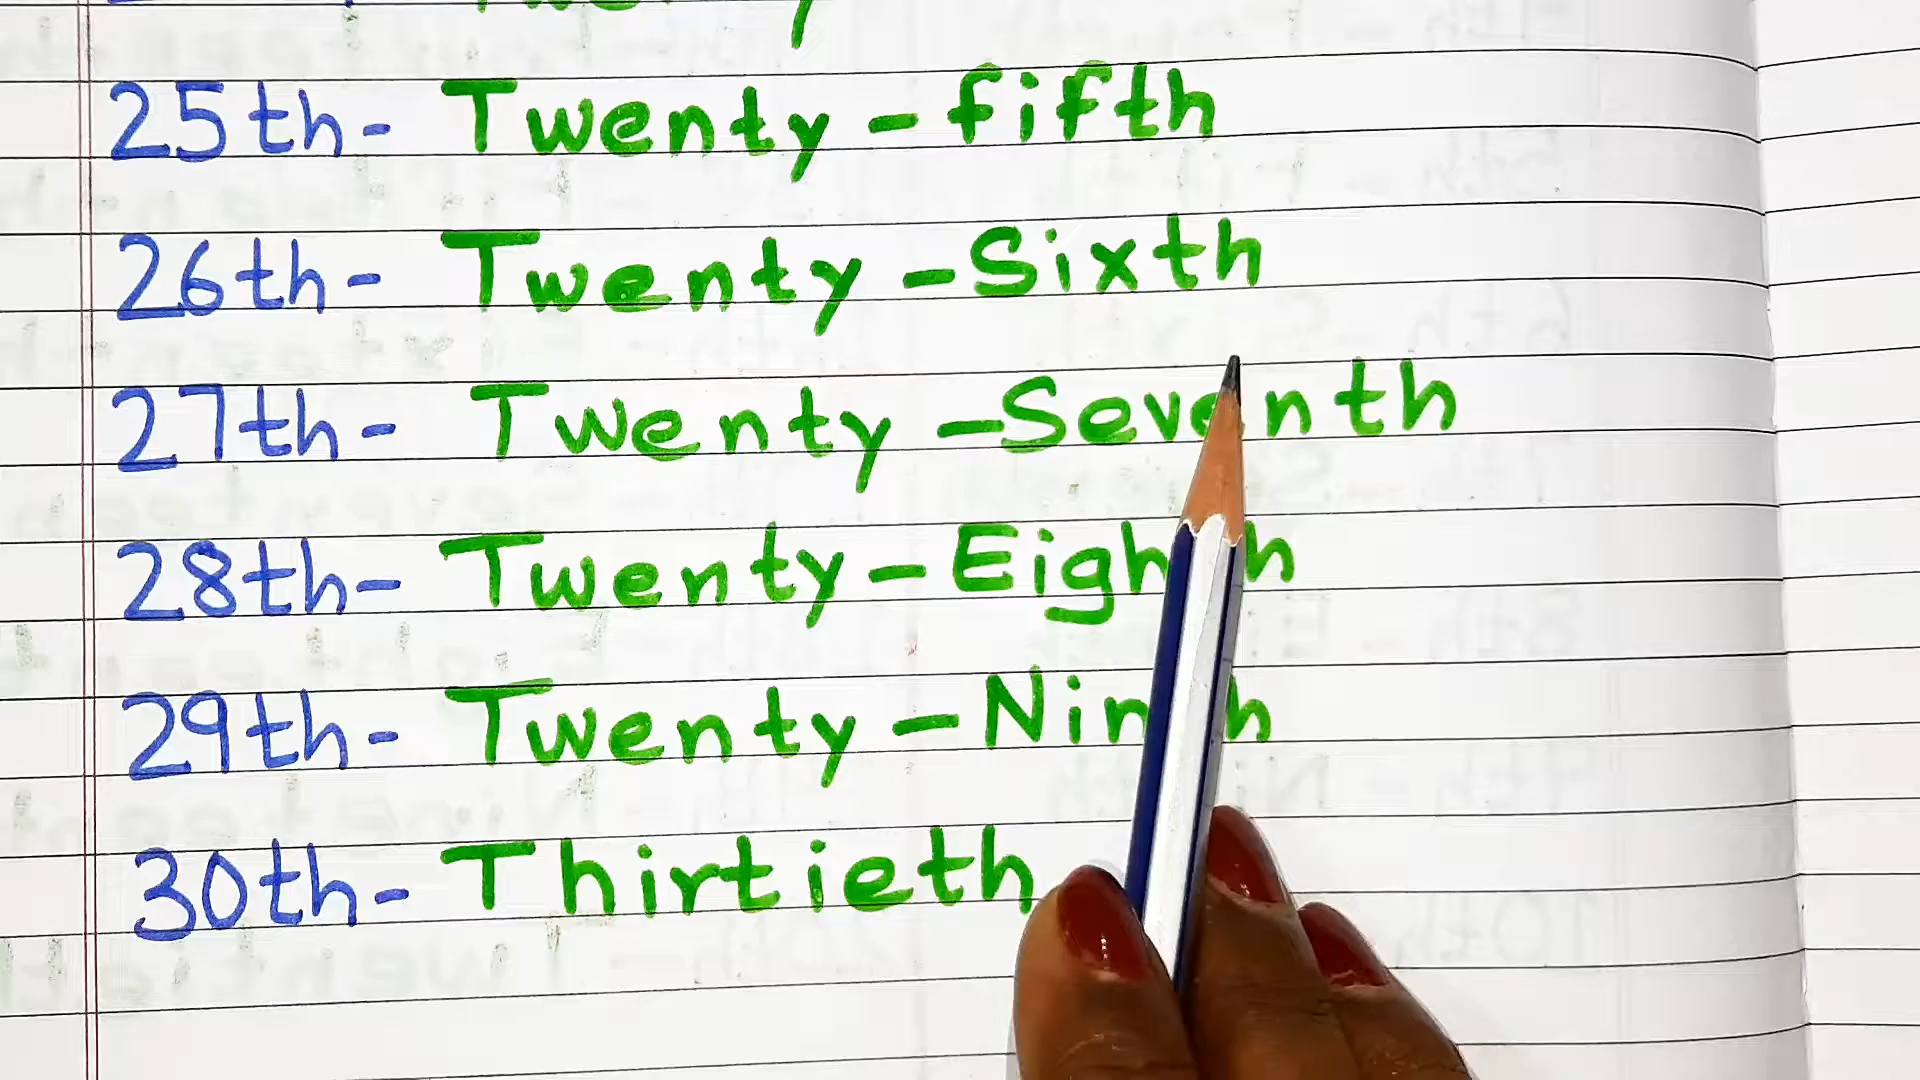 25th- Twenty-fifth
26th- Twenty-Sixth
27th- Twenty-Seventh
28th- Twenty-Eighth
29th- Twenty-Ninth
30th- Thirtieth